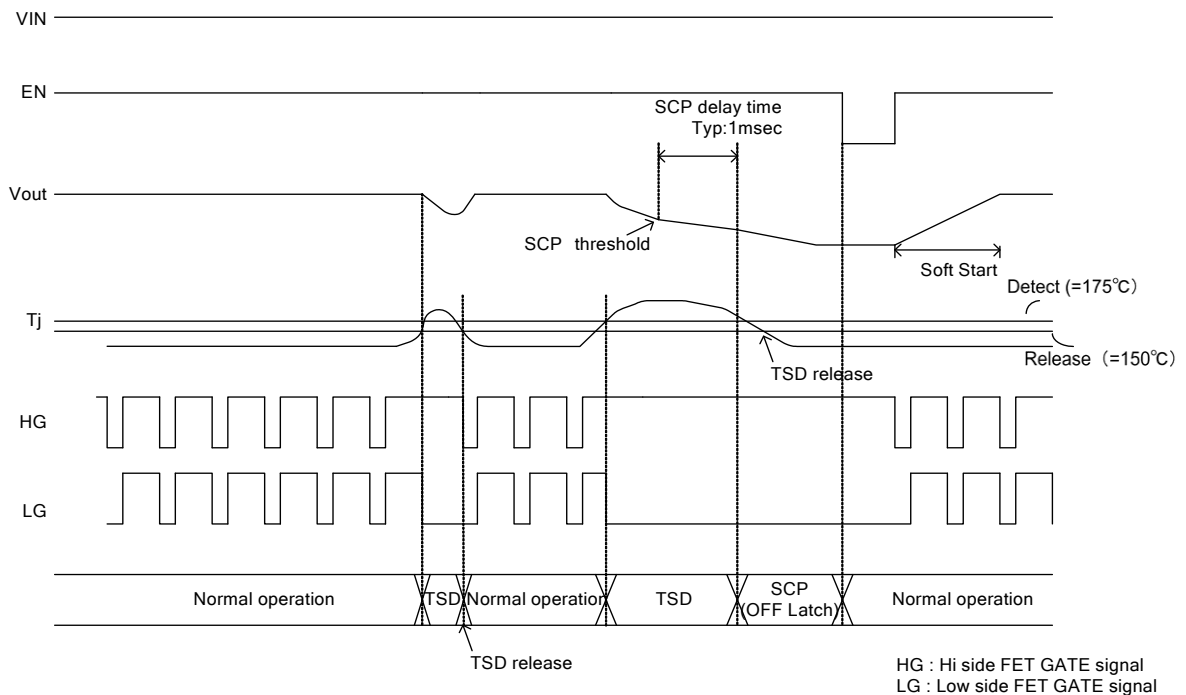 VIN
EN
SCP delay time
Typ:1msec
Vout
SCP threshold
Soft Start
Detect (=175℃)
Tj
TSD release
Release (=150℃)
HG
LG
Normal operation
TSD
Normal operation
TSD
SCP
(OFF Latch)
Normal operation
TSD release
HG : Hi side FET GATE signal
LG : Low side FET GATE signal